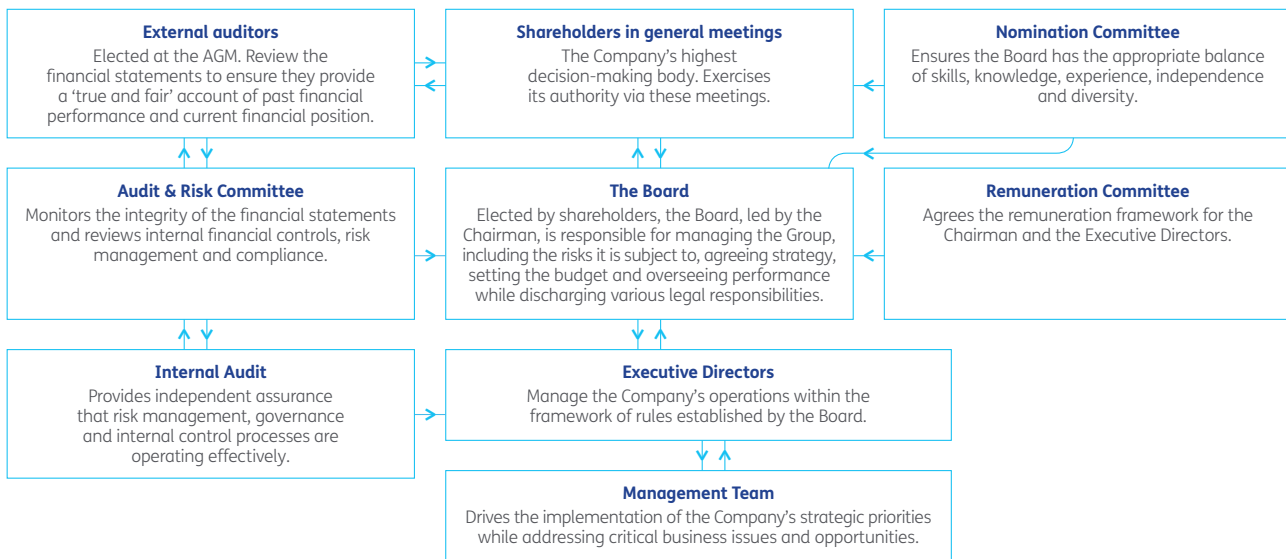 External auditors
Elected at the AGM. Review the
financial statements to ensure they provide
a ‘true and fair’ account of past financial
performance and current financial position.
Shareholders in general meetings
The Company’s highest
decision-making body. Exercises
its authority via these meetings.
Nomination Committee
Ensures the Board has the appropriate balance
of skills, knowledge, experience, independence
and diversity.
Audit & Risk Committee
Monitors the integrity of the financial statements
and reviews internal financial controls, risk
management and compliance.
The Board
Elected by shareholders, the Board, led by the
Chairman, is responsible for managing the Group,
including the risks it is subject to, agreeing strategy,
setting the budget and overseeing performance
while discharging various legal responsibilities.
Remuneration Committee
Agrees the remuneration framework for the
Chairman and the Executive Directors.
Internal Audit
Provides independent assurance
that risk management, governance
and internal control processes are
operating effectively.
Executive Directors
Manage the Company’s operations within the
framework of rules established by the Board.
Management Team
Drives the implementation of the Company’s strategic priorities
while addressing critical business issues and opportunities.